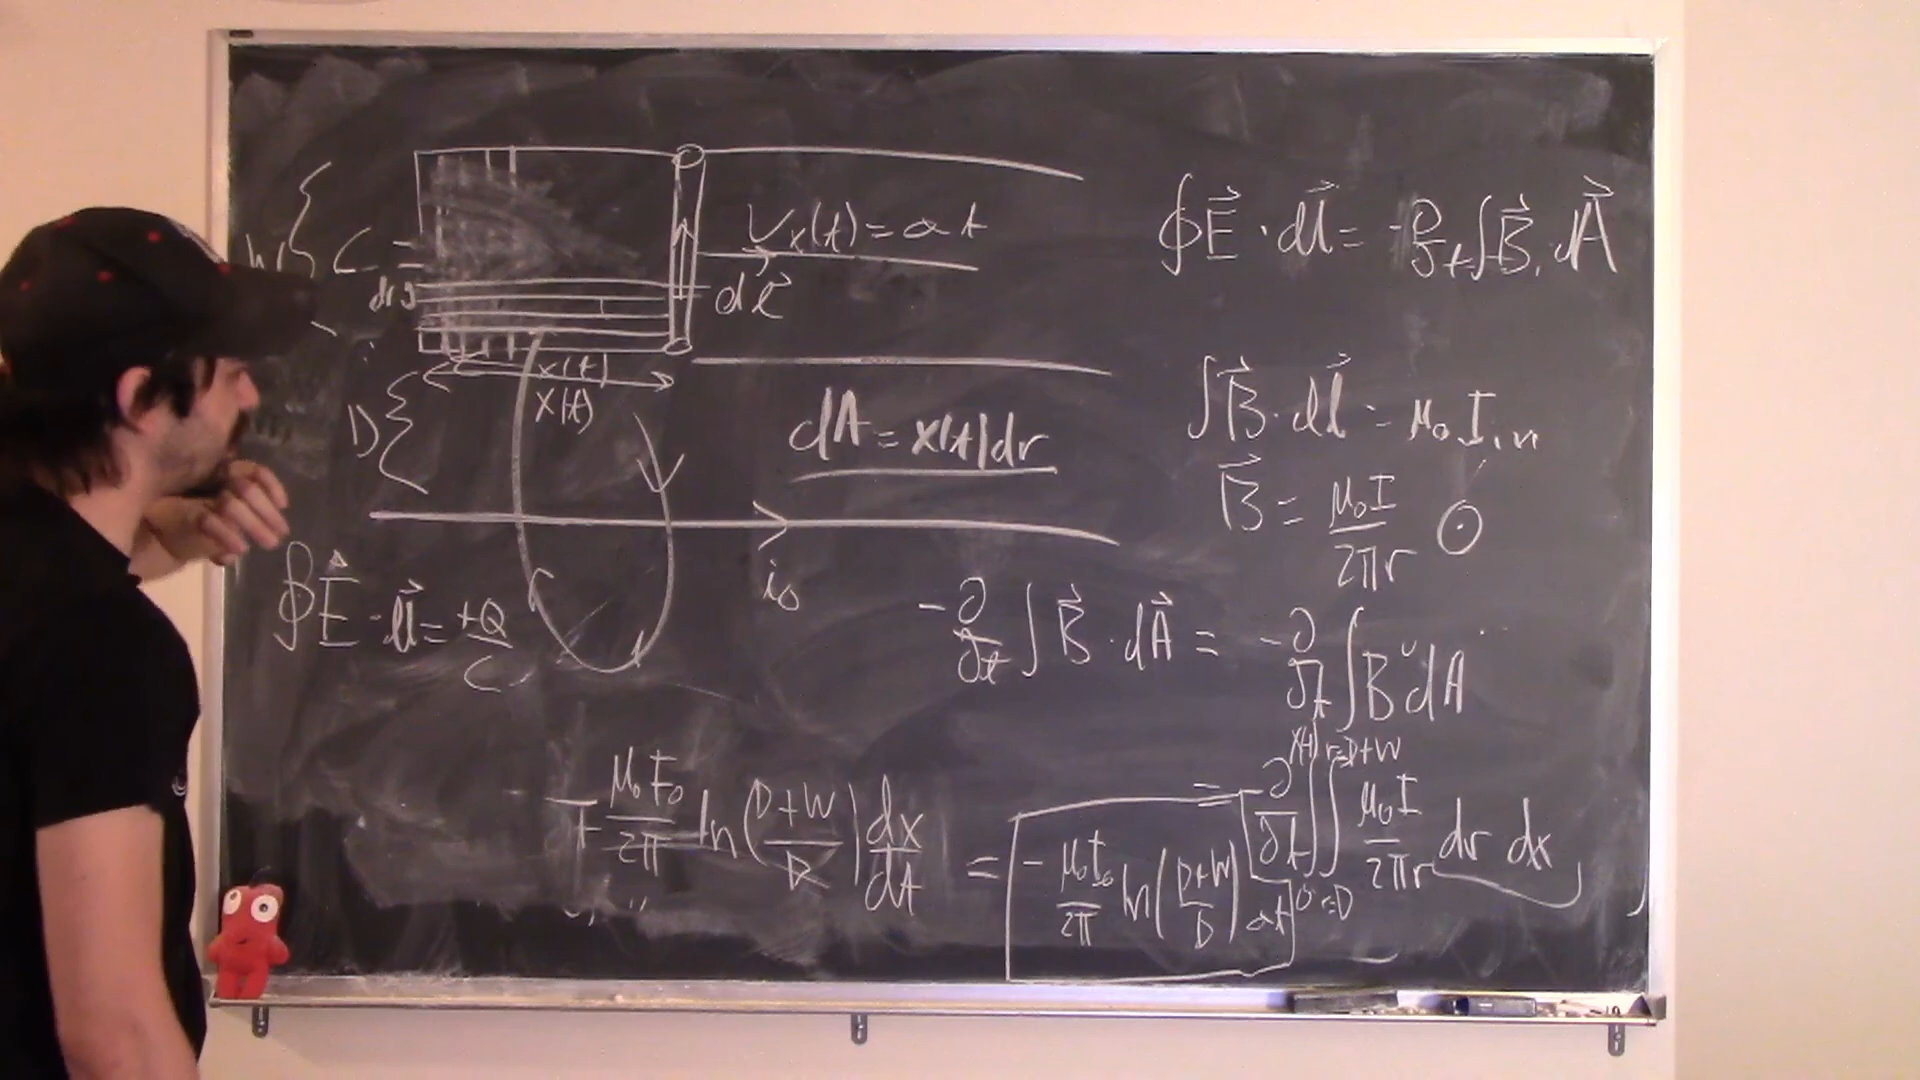 W { C
V_x(t) = at
dr
dℓ⃗
x(t)
x(t)
D {
dA = x(t)dr
i₀
∮E⃗ · dl⃗ = +Q/C
∮E⃗ · dl⃗ = -∂/∂t ∫B⃗ · dA⃗
∫B⃗ · dl⃗ = μ₀ I_in
B⃗ = μ₀I/2πr ⊙
-∂/∂t ∫B⃗ · dA⃗ = -∂/∂t ∫B dA
= -∂/∂t ∫₀^{x(t)} ∫_{r=D}^{r=D+W} μ₀I/2πr dr dx
μ₀I₀/2π ln(D+W/D) dx/dt = -μ₀I₀/2π ln(D+W/D) at